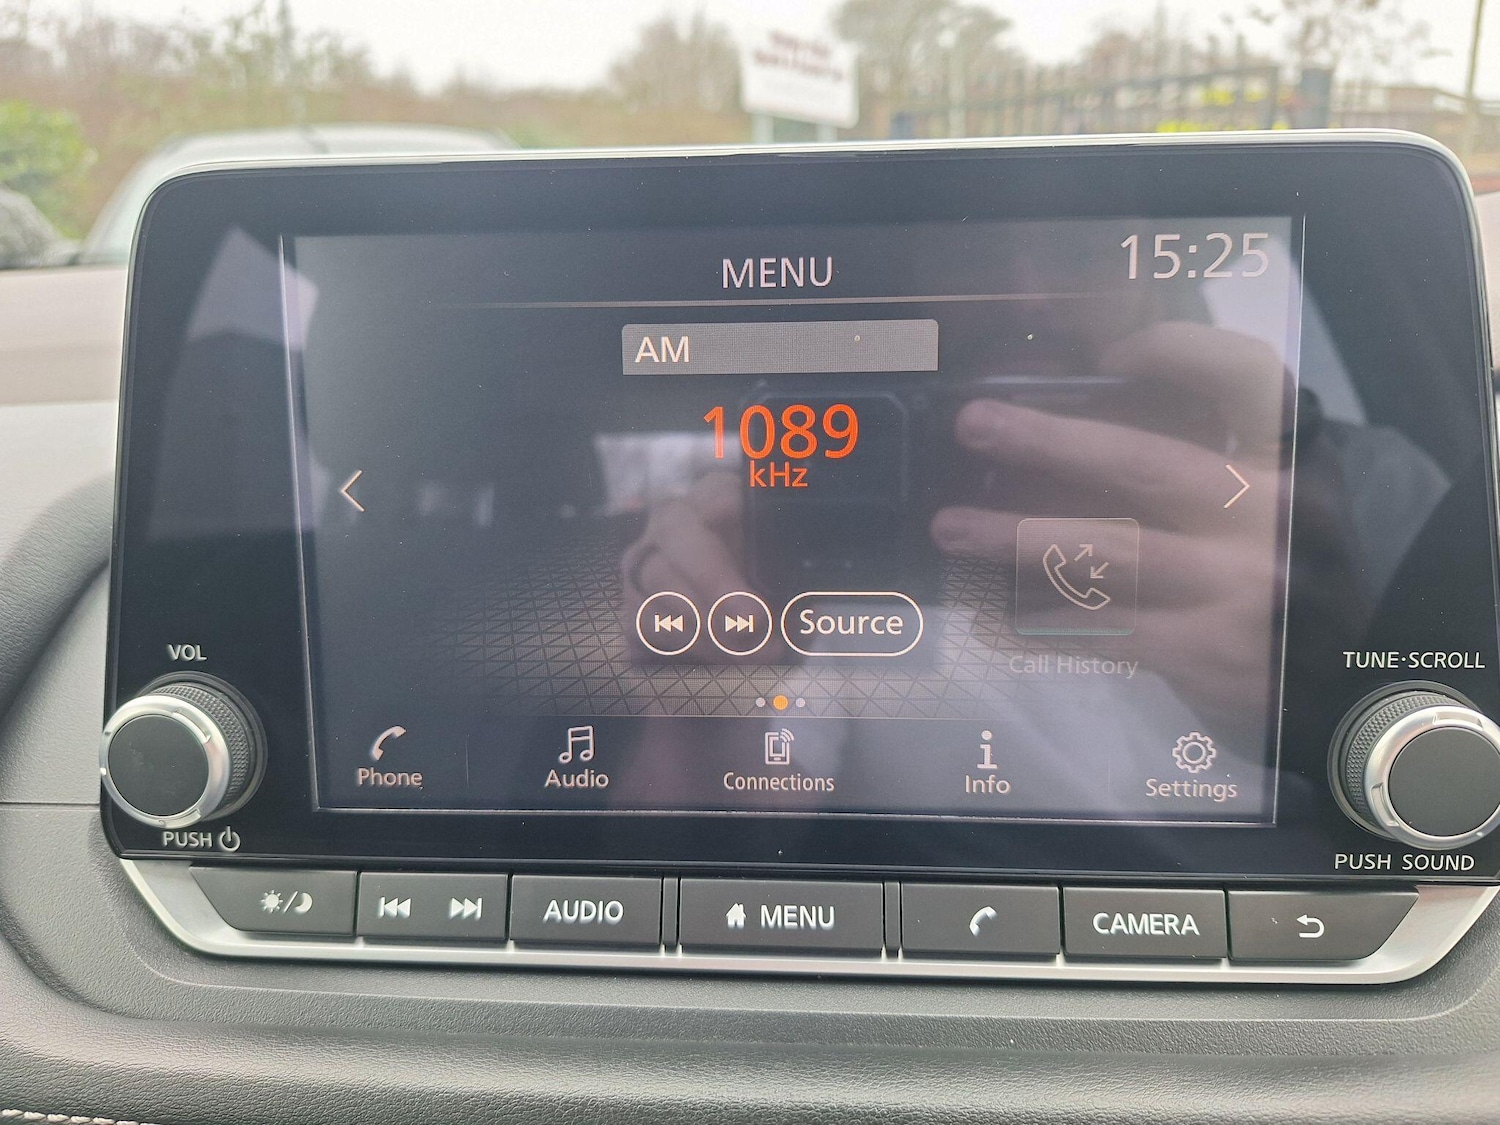 MENU
15:25
AM
1089
kHz
Source
Call History
Phone
Audio
Connections
Info
Settings
VOL
PUSH
TUNE·SCROLL
PUSH SOUND
AUDIO
MENU
CAMERA